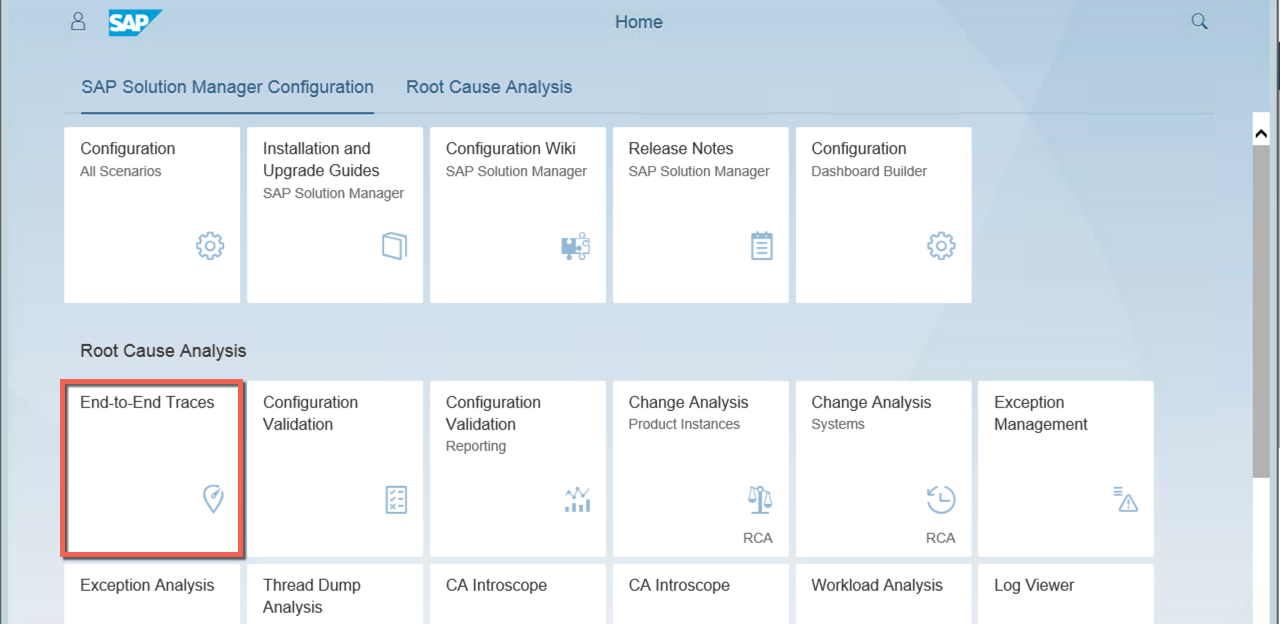 SAP
Home
SAP Solution Manager Configuration
Root Cause Analysis
Configuration
All Scenarios
Installation and
Upgrade Guides
SAP Solution Manager
Configuration Wiki
SAP Solution Manager
Release Notes
SAP Solution Manager
Configuration
Dashboard Builder
Root Cause Analysis
End-to-End Traces
Configuration
Validation
Configuration
Validation
Reporting
Change Analysis
Product Instances
RCA
Change Analysis
Systems
RCA
Exception
Management
Exception Analysis
Thread Dump
Analysis
CA Introscope
CA Introscope
Workload Analysis
Log Viewer